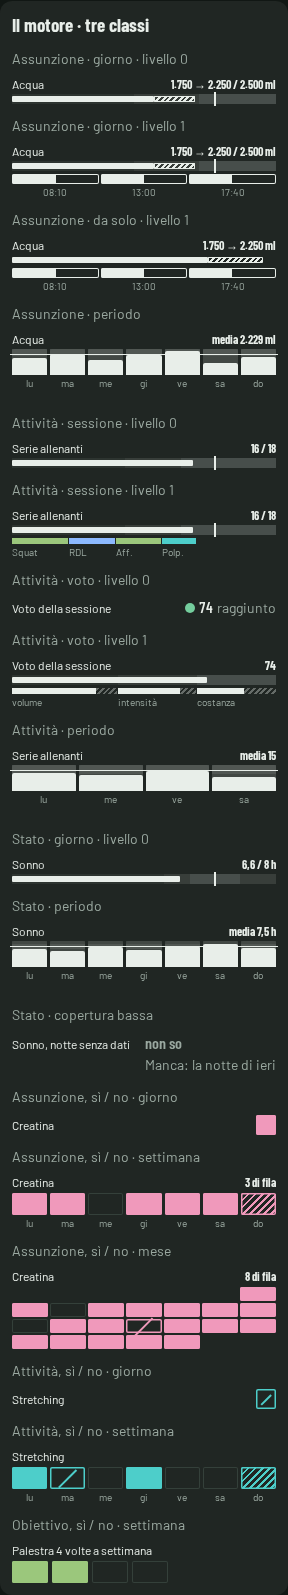 Il motore · tre classi
Assunzione · giorno · livello 0
Acqua 1.750 → 2.250 / 2.500 ml
Assunzione · giorno · livello 1
Acqua 1.750 → 2.250 / 2.500 ml
08:10 13:00 17:40
Assunzione · da solo · livello 1
Acqua 1.750 → 2.250 ml
08:10 13:00 17:40
Assunzione · periodo
Acqua media 2·229 ml
lu ma me gi ve sa do
Attività · sessione · livello 0
Serie allenanti 16 / 18
Attività · sessione · livello 1
Serie allenanti 16 / 18
Squat RDL Aff. Polp.
Attività · voto · livello 0
Voto della sessione 74 raggiunto
Attività · voto · livello 1
Voto della sessione 74
volume intensità costanza
Attività · periodo
Serie allenanti media 15
lu me ve sa
Stato · giorno · livello 0
Sonno 6,6 / 8 h
Stato · periodo
Sonno media 7,5 h
lu ma me gi ve sa do
Stato · copertura bassa
Sonno, notte senza dati non so
Manca: la notte di ieri
Assunzione, sì / no · giorno
Creatina
Assunzione, sì / no · settimana
Creatina 3 di fila
lu ma me gi ve sa do
Assunzione, sì / no · mese
Creatina 8 di fila
Attività, sì / no · giorno
Stretching
Attività, sì / no · settimana
Stretching
lu ma me gi ve sa do
Obiettivo, sì / no · settimana
Palestra 4 volte a settimana